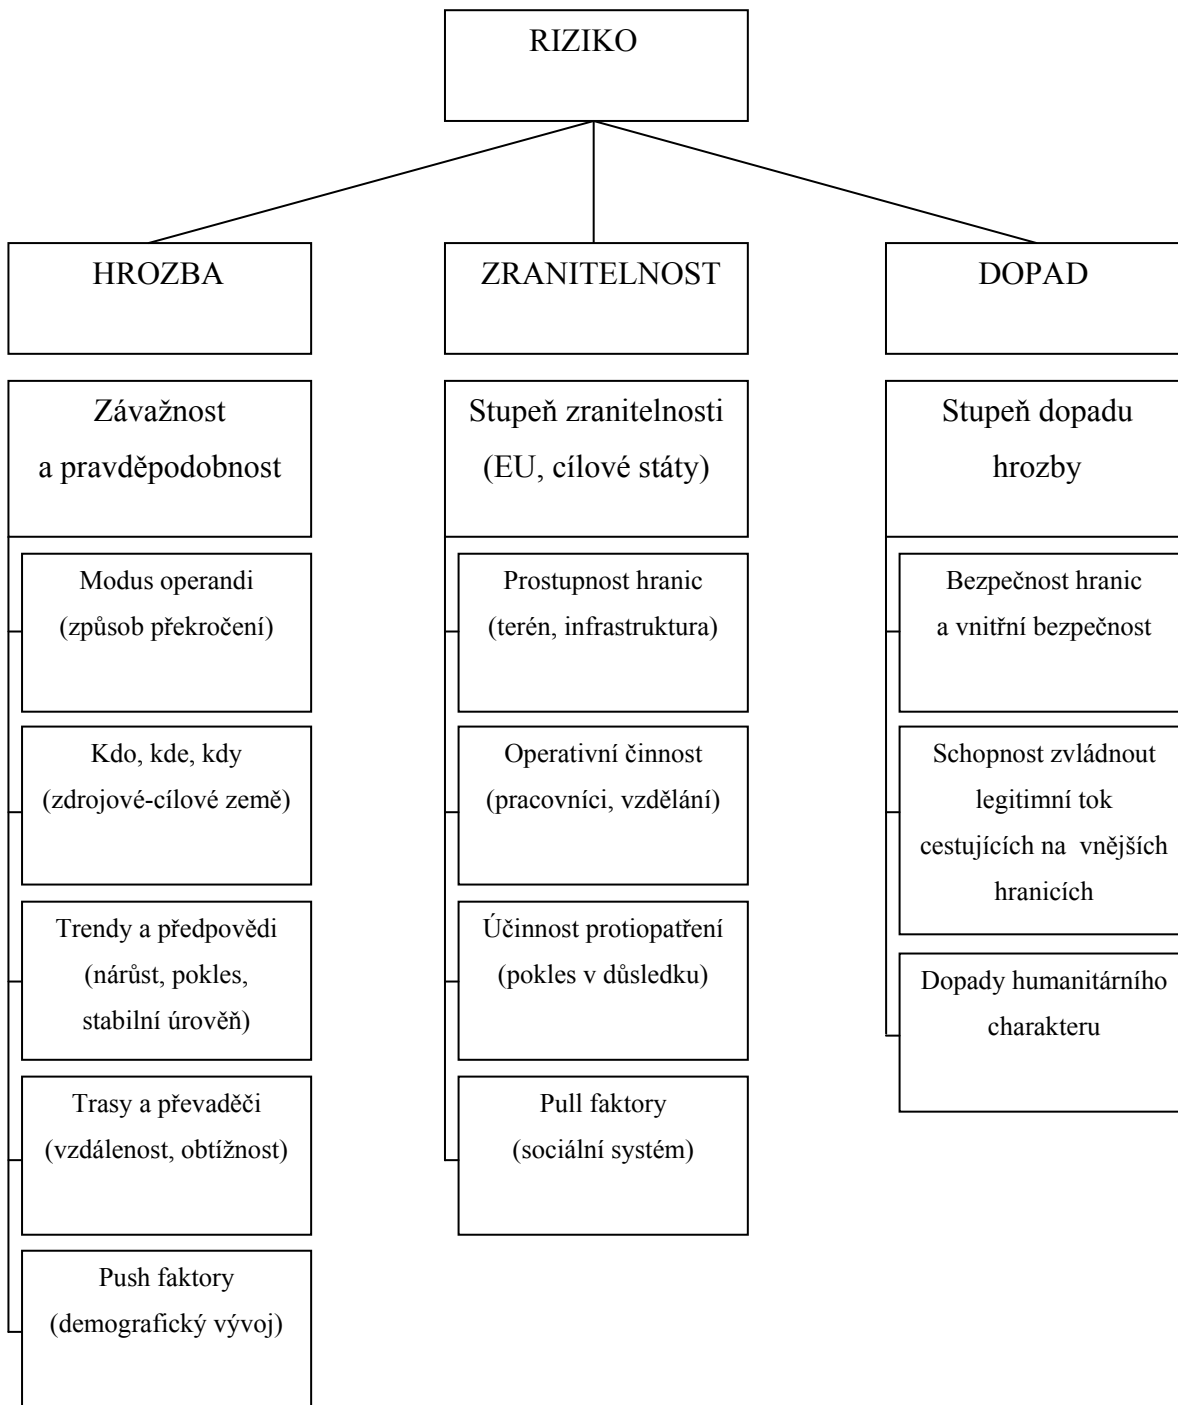 RIZIKO
HROZBA
ZRANITELNOST
DOPAD
Závažnost
a pravděpodobnost
Modus operandi
(způsob překročení)
Kdo, kde, kdy
(zdrojové-cílové země)
Trendy a předpovědi
(nárůst, pokles,
stabilní úrověň)
Trasy a převaděči
(vzdálenost, obtížnost)
Push faktory
(demografický vývoj)
Stupeň zranitelnosti
(EU, cílové státy)
Prostupnost hranic
(terén, infrastruktura)
Operativní činnost
(pracovníci, vzdělání)
Účinnost protiopatření
(pokles v důsledku)
Pull faktory
(sociální systém)
Stupeň dopadu
hrozby
Bezpečnost hranic
a vnitřní bezpečnost
Schopnost zvládnout
legitimní tok
cestujících na  vnějších
hranicích
Dopady humanitárního
charakteru